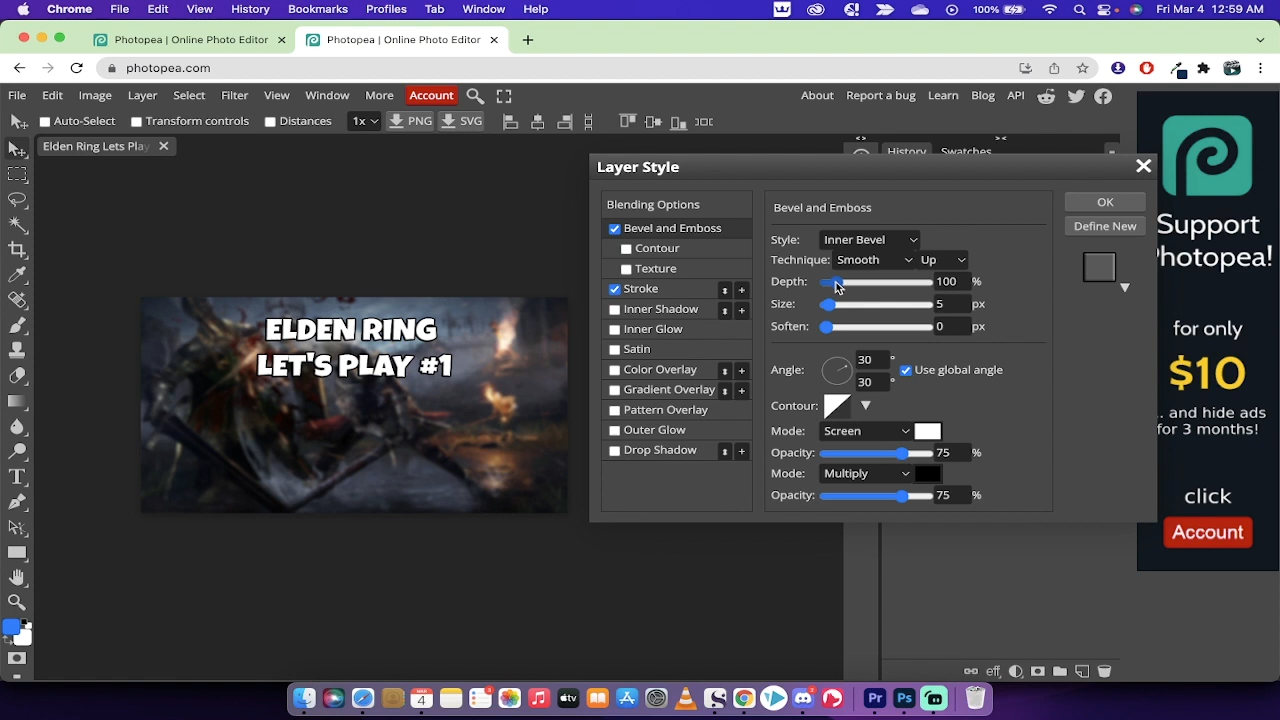 Chrome File Edit View History Bookmarks Profiles Tab Window Help 100% Fri Mar 4 12:59 AM
Photopea | Online Photo Editor Photopea | Online Photo Editor
photopea.com
File Edit Image Layer Select Filter View Window More Account About Report a bug Learn Blog API
Auto-Select Transform controls Distances 1x PNG SVG
Elden Ring Lets Play
History Swatches
Layer Style
Blending Options
Bevel and Emboss
Contour
Texture
Stroke
Inner Shadow
Inner Glow
Satin
Color Overlay
Gradient Overlay
Pattern Overlay
Outer Glow
Drop Shadow
Bevel and Emboss
Style: Inner Bevel
Technique: Smooth Up
Depth: 100 %
Size: 5 px
Soften: 0 px
Angle: 30 °
30 °
Use global angle
Contour:
Mode: Screen
Opacity: 75 %
Mode: Multiply
Opacity: 75 %
OK
Define New
ELDEN RING
LET'S PLAY #1
Support
Photopea!
for only
$10
.. and hide ads
for 3 months!
click
Account
eff
tv
Pr Ps